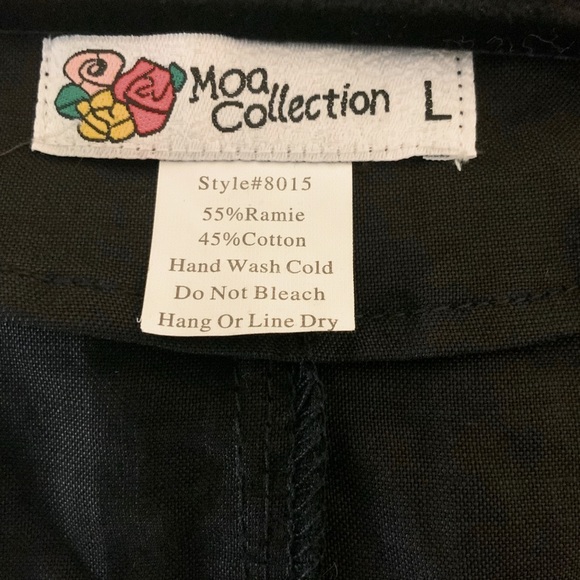 Moa
Collection
L
Style#8015
55%Ramie
45%Cotton
Hand Wash Cold
Do Not Bleach
Hang Or Line Dry